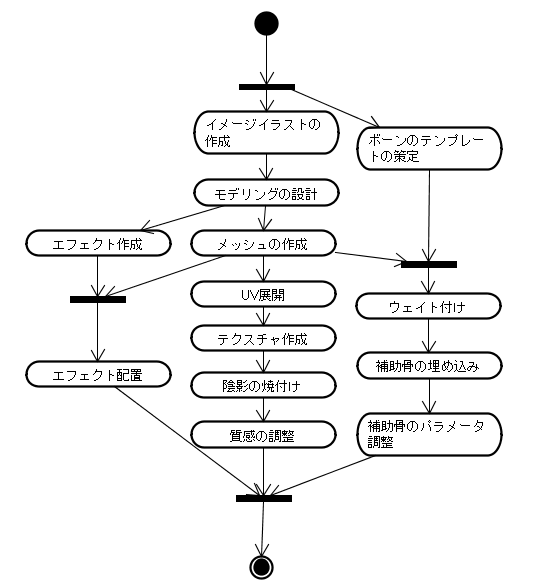 イメージイラストの
作成
ボーンのテンプレー
トの策定
モデリングの設計
エフェクト作成
メッシュの作成
UV展開
ウェイト付け
テクスチャ作成
補助骨の埋め込み
エフェクト配置
陰影の焼付け
質感の調整
補助骨のパラメータ
調整